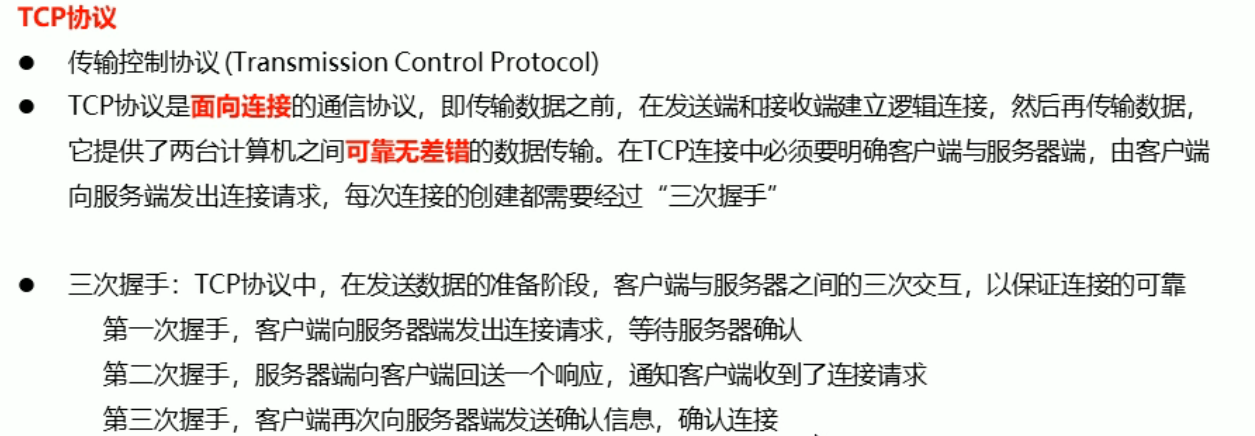 TCP协议
● 传输控制协议 (Transmission Control Protocol)
● TCP协议是面向连接的通信协议，即传输数据之前，在发送端和接收端建立逻辑连接，然后再传输数据，
它提供了两台计算机之间可靠无差错的数据传输。在TCP连接中必须要明确客户端与服务器端，由客户端
向服务端发出连接请求，每次连接的创建都需要经过“三次握手”
● 三次握手：TCP协议中，在发送数据的准备阶段，客户端与服务器之间的三次交互，以保证连接的可靠
第一次握手，客户端向服务器端发出连接请求，等待服务器确认
第二次握手，服务器端向客户端回送一个响应，通知客户端收到了连接请求
第三次握手，客户端再次向服务器端发送确认信息，确认连接